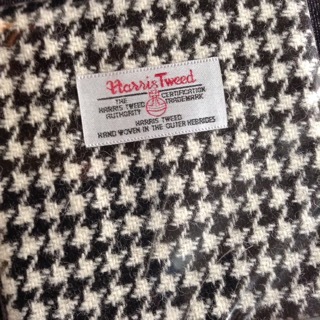 Harris Tweed
THE CERTIFICATION
HARRIS TWEED TRADEMARK
AUTHORITY
HARRIS TWEED
HAND WOVEN IN THE OUTER HEBRIDES